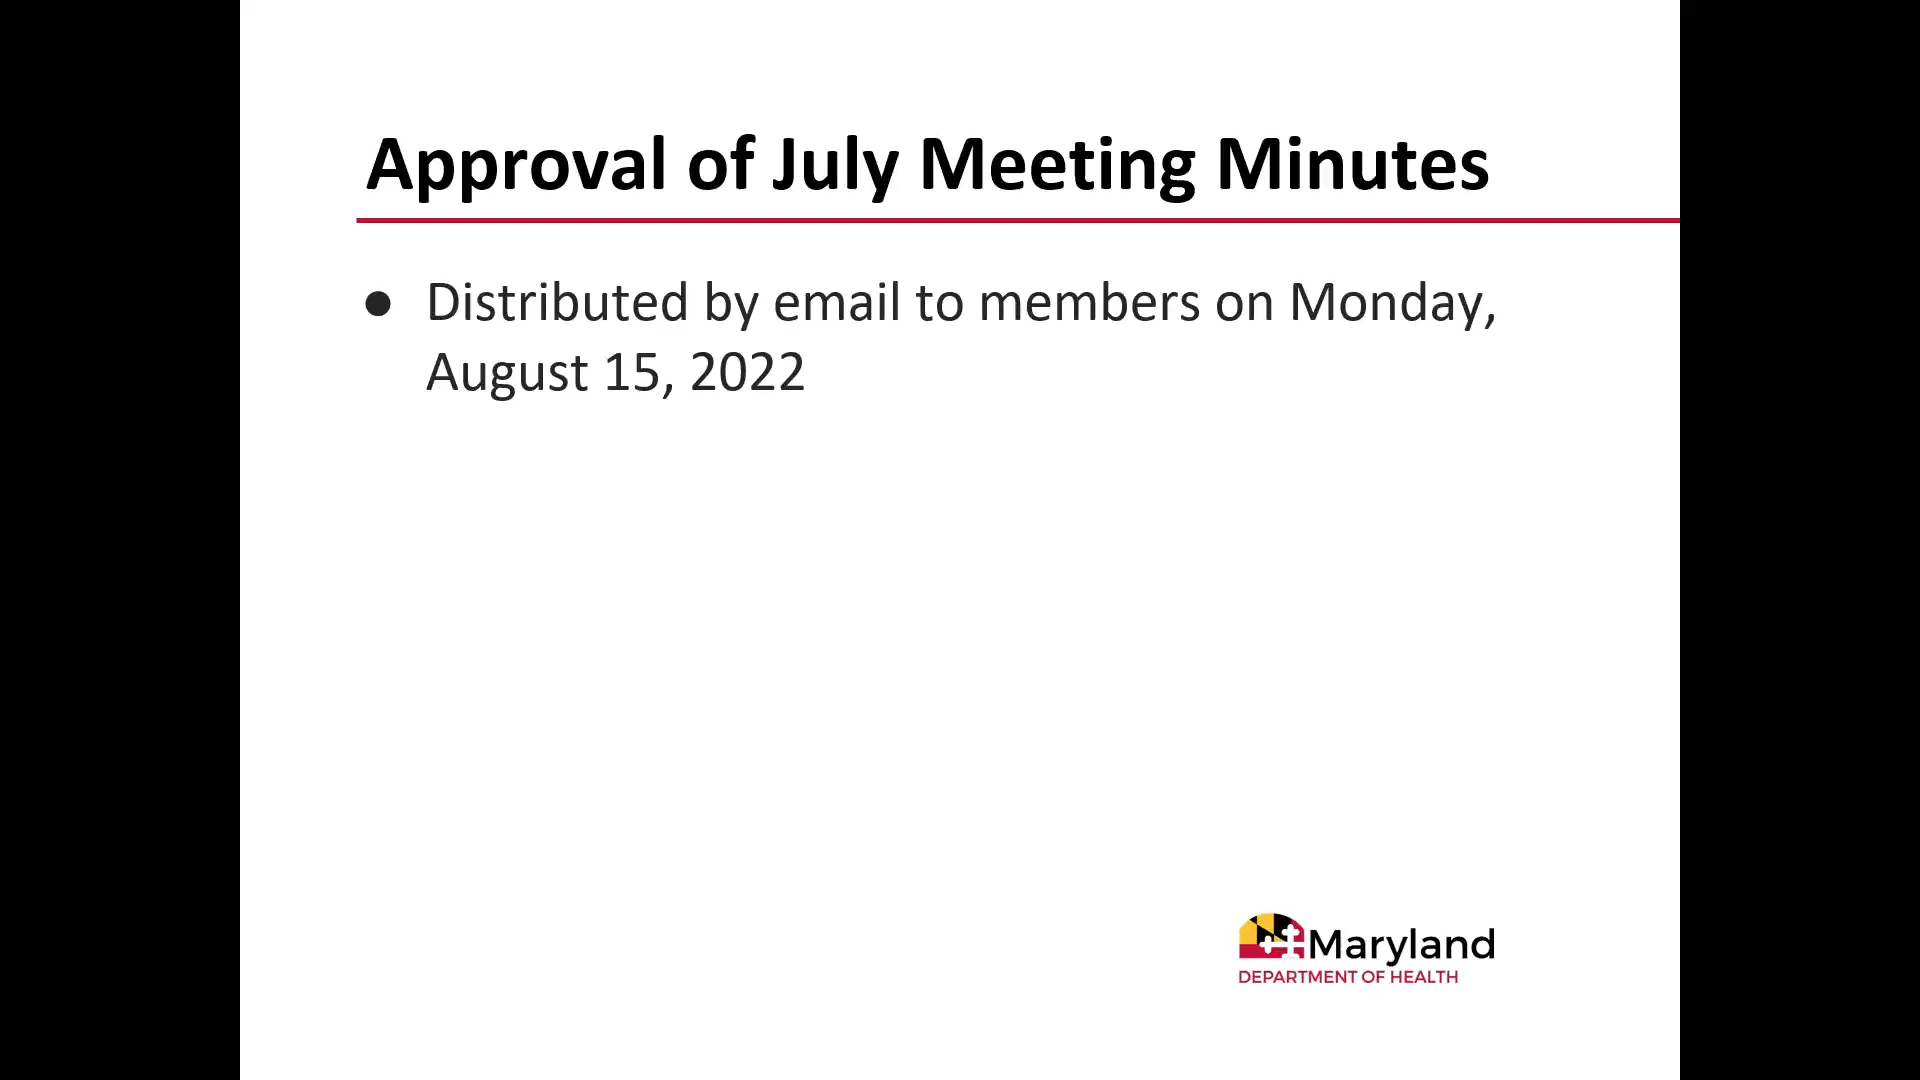 Approval of July Meeting Minutes
● Distributed by email to members on Monday,
August 15, 2022
Maryland
DEPARTMENT OF HEALTH